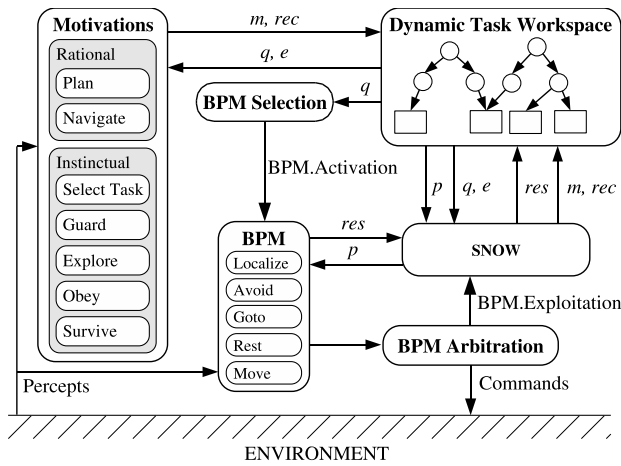 Motivations
Rational
Plan
Navigate
Instinctual
Select Task
Guard
Explore
Obey
Survive
m, rec
q, e
Dynamic Task Workspace
q
BPM Selection
BPM.Activation
p
q, e
res
m, rec
BPM
Localize
Avoid
Goto
Rest
Move
res
p
SNOW
BPM.Exploitation
BPM Arbitration
Percepts
Commands
ENVIRONMENT